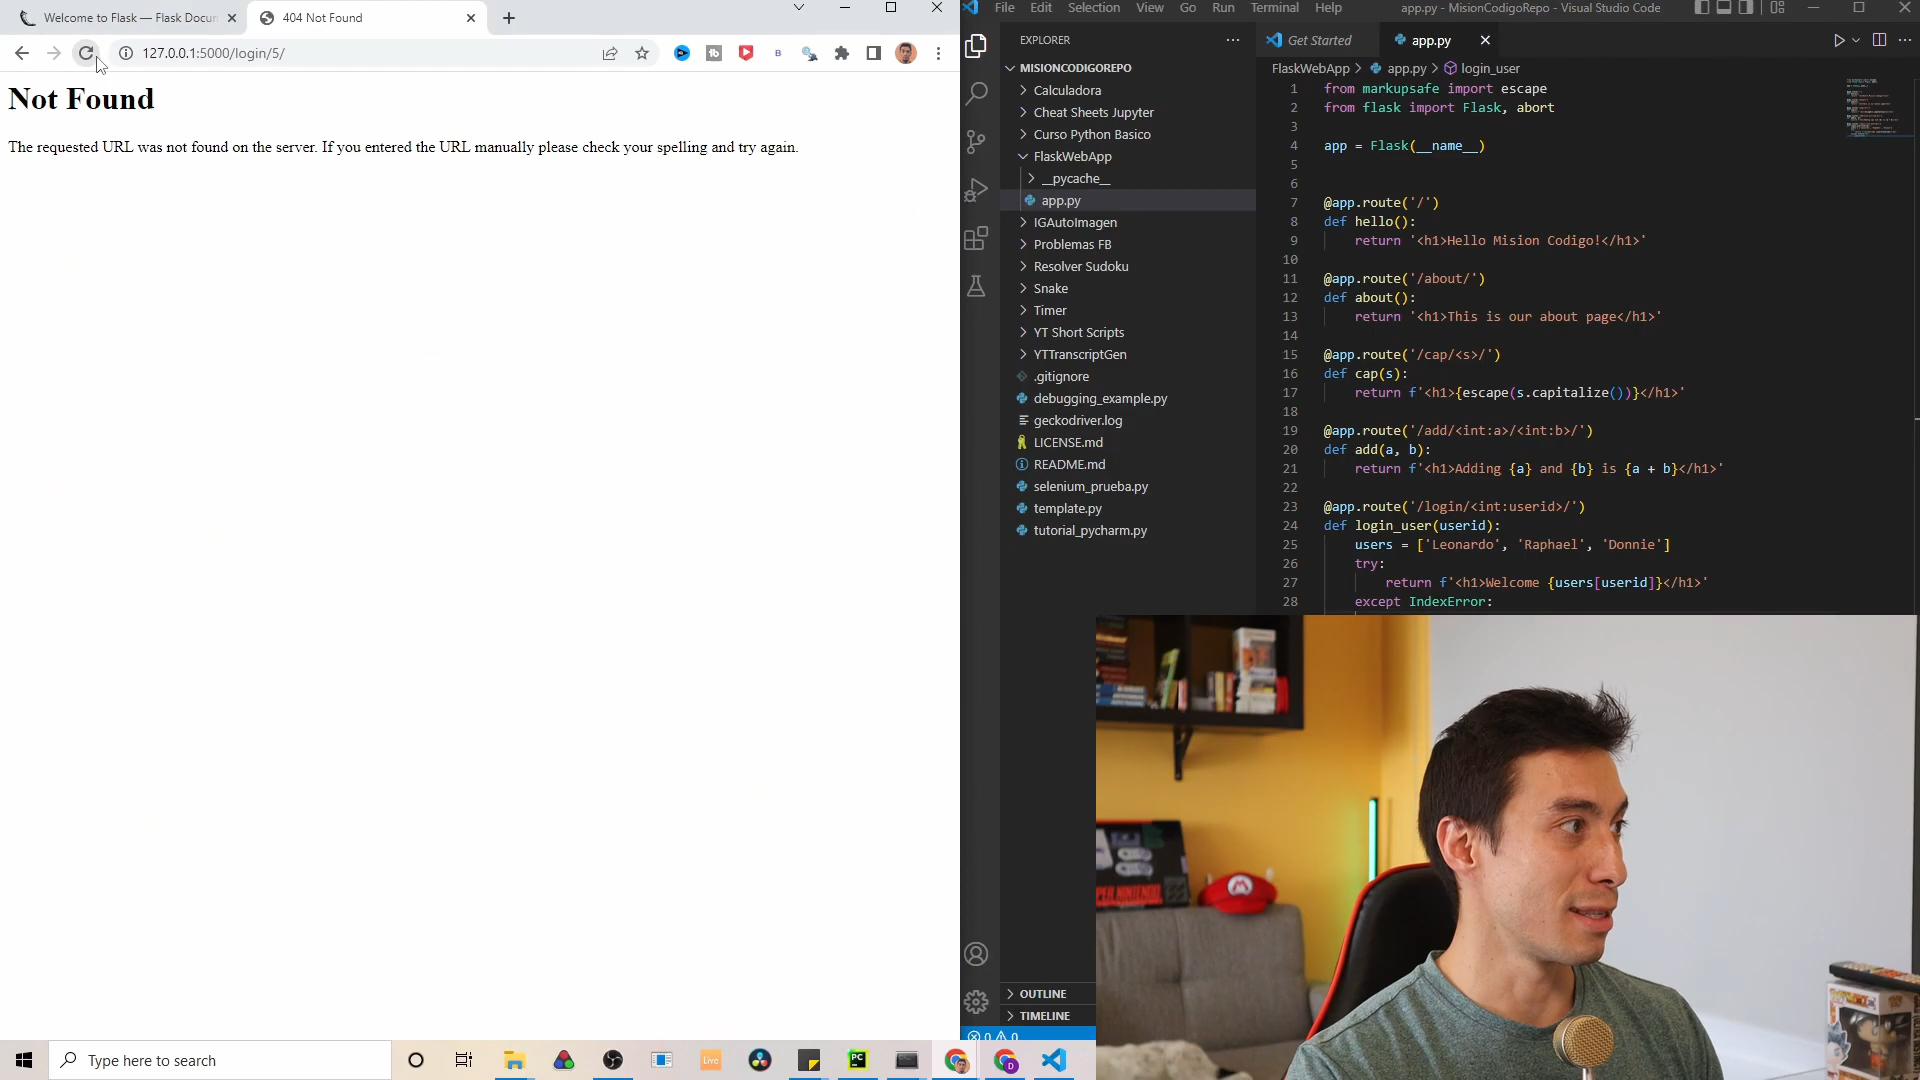 Welcome to Flask — Flask Docum
404 Not Found
127.0.0.1:5000/login/5/
Not Found
The requested URL was not found on the server. If you entered the URL manually please check your spelling and try again.
File Edit Selection View Go Run Terminal Help
app.py - MisionCodigoRepo - Visual Studio Code
EXPLORER
MISIONCODIGOREPO
Calculadora
Cheat Sheets Jupyter
Curso Python Basico
FlaskWebApp
__pycache__
app.py
IGAutoImagen
Problemas FB
Resolver Sudoku
Snake
Timer
YT Short Scripts
YTTranscriptGen
.gitignore
debugging_example.py
geckodriver.log
LICENSE.md
README.md
selenium_prueba.py
template.py
tutorial_pycharm.py
OUTLINE
TIMELINE
0 0
Get Started
app.py
FlaskWebApp > app.py > login_user
1 from markupsafe import escape
2 from flask import Flask, abort
3
4 app = Flask(__name__)
5
6
7 @app.route('/')
8 def hello():
9 return '<h1>Hello Mision Codigo!</h1>'
10
11 @app.route('/about/')
12 def about():
13 return '<h1>This is our about page</h1>'
14
15 @app.route('/cap/<s>/')
16 def cap(s):
17 return f'<h1>{escape(s.capitalize())}</h1>'
18
19 @app.route('/add/<int:a>/<int:b>/')
20 def add(a, b):
21 return f'<h1>Adding {a} and {b} is {a + b}</h1>'
22
23 @app.route('/login/<int:userid>/')
24 def login_user(userid):
25 users = ['Leonardo', 'Raphael', 'Donnie']
26 try:
27 return f'<h1>Welcome {users[userid]}</h1>'
28 except IndexError:
SUPER NINTENDO
M
Type here to search
Live
PC
D